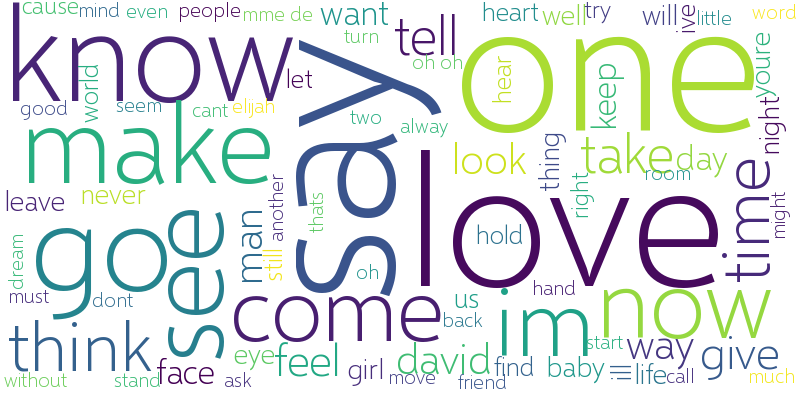 cause
mind
even
people
mme de
want
heart
well
try
will
ive
little
word
know
say
turn
tell
oh oh
one
hear
keep
youre
let
world
good
seem
cant
elijah
two
alway
make
look
thing
take
day
night
room
right
might
leave
never
another
thats
love
time
dream
go
see
man
still
hold
oh
must
dont
come
us
back
im
hand
now
think
eye
feel
david
find
baby
start
way
give
ill
life
call
much
without
stand
face
ask
girl
move
friend